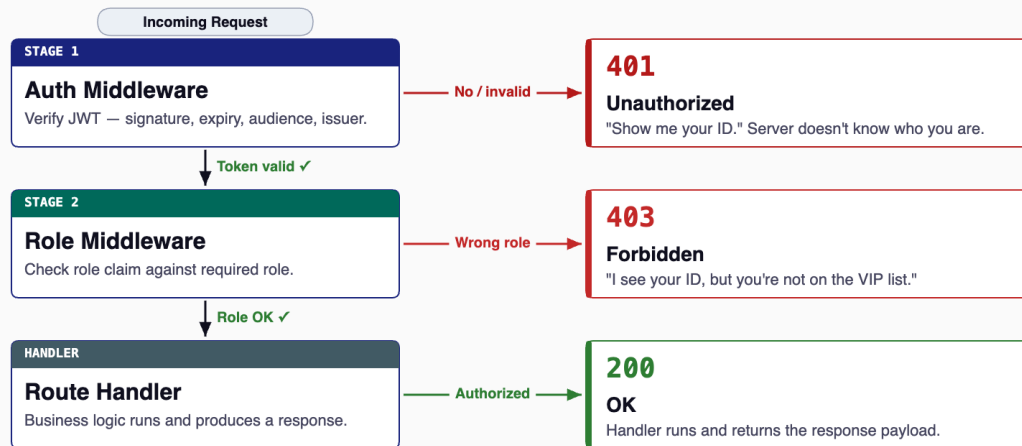 Incoming Request
STAGE 1
Auth Middleware
Verify JWT — signature, expiry, audience, issuer.
No / invalid
401
Unauthorized
"Show me your ID." Server doesn't know who you are.
Token valid ✓
STAGE 2
Role Middleware
Check role claim against required role.
Wrong role
403
Forbidden
"I see your ID, but you're not on the VIP list."
Role OK ✓
HANDLER
Route Handler
Business logic runs and produces a response.
Authorized
200
OK
Handler runs and returns the response payload.